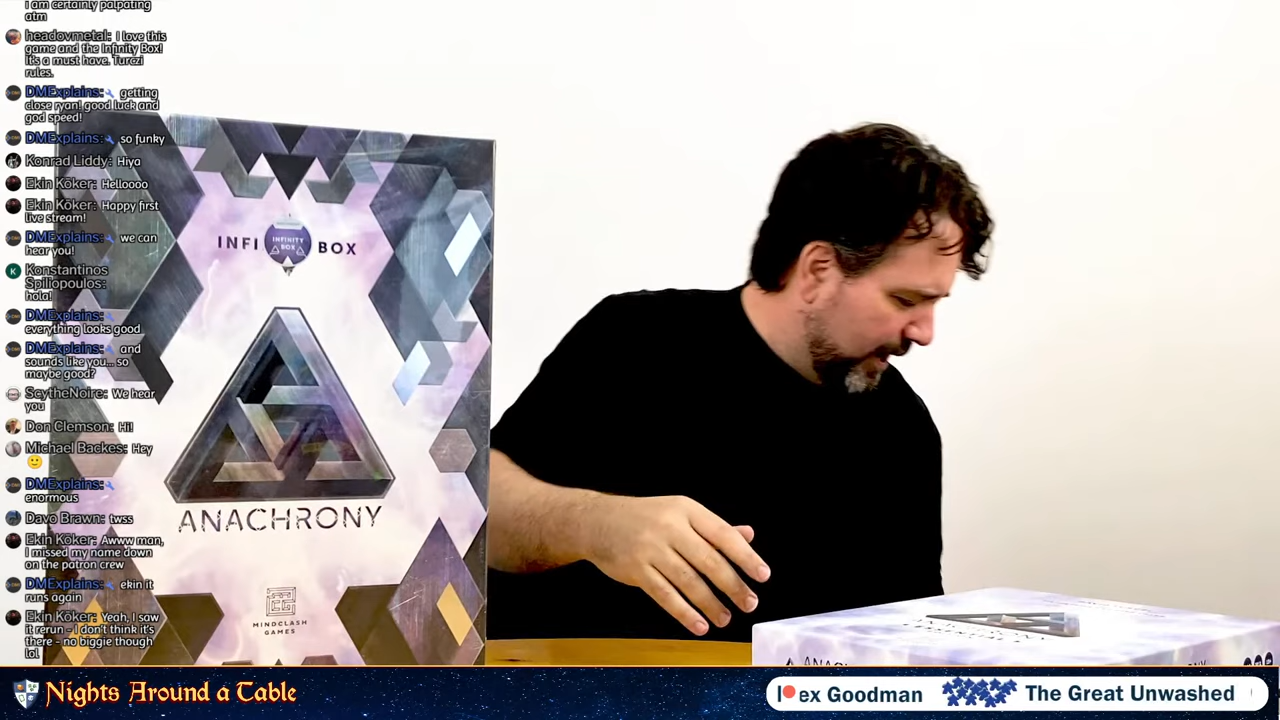 I am certainly palpating
atm
headovmetal: I love this
game and the Infinity Box!
It's a must have. Turczi
rules.
DMExplains: getting
close ryan! good luck and
god speed!
DMExplains: so funky
Konrad Liddy: Hiya
Ekin Köker: Helloooo
Ekin Köker: Happy first
live stream!
DMExplains: we can
hear you!
K Konstantinos
Spiliopoulos:
hola!
DMExplains:
everything looks good
DMExplains: and
sounds like you... so
maybe good?
ScytheNoire: We hear
you
Don Clemson: Hi!
Michael Backes: Hey
🙂
DMExplains:
enormous
Davo Brawn: twss
Ekin Köker: Awww man,
I missed my name down
on the patron crew
DMExplains: ekin it
runs again
Ekin Köker: Yeah, I saw
it rerun - I don't think it's
there - no biggie though
lol
INFI BOX
INFINITY
BOX
ANACHRONY
MINDCLASH
GAMES
Nights Around a Table
ex Goodman
The Great Unwashed